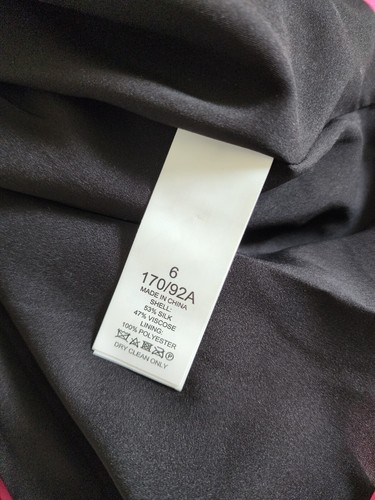 6
170/92A
MADE IN CHINA
SHELL:
53% SILK
47% VISCOSE
LINING:
100% POLYESTER
P
DRY CLEAN ONLY